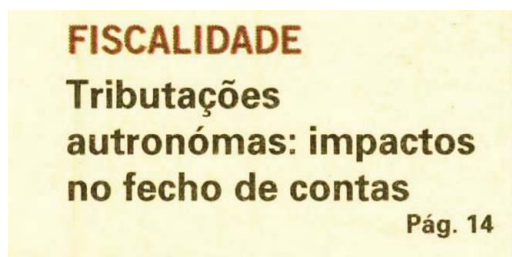 FISCALIDADE
Tributações
autronómas: impactos
no fecho de contas
Pág. 14